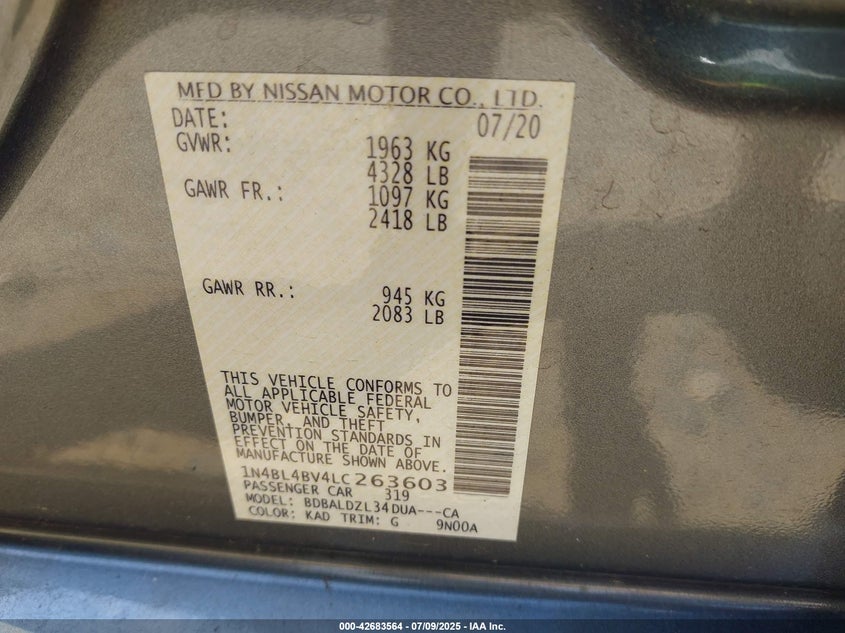 MFD BY NISSAN MOTOR CO., LTD.
DATE: 07/20
GVWR: 1963 KG
4328 LB
GAWR FR.: 1097 KG
2418 LB
GAWR RR.: 945 KG
2083 LB
THIS VEHICLE CONFORMS TO
ALL APPLICABLE FEDERAL
MOTOR VEHICLE SAFETY,
BUMPER, AND THEFT
PREVENTION STANDARDS IN
EFFECT ON THE DATE OF
MANUFACTURE SHOWN ABOVE.
1N4BL4BV4LC263603
PASSENGER CAR 319
MODEL: BDBALDZL34DUA---CA
COLOR: KAD TRIM: G 9N00A
000-42683564 - 07/09/2025 - IAA Inc.